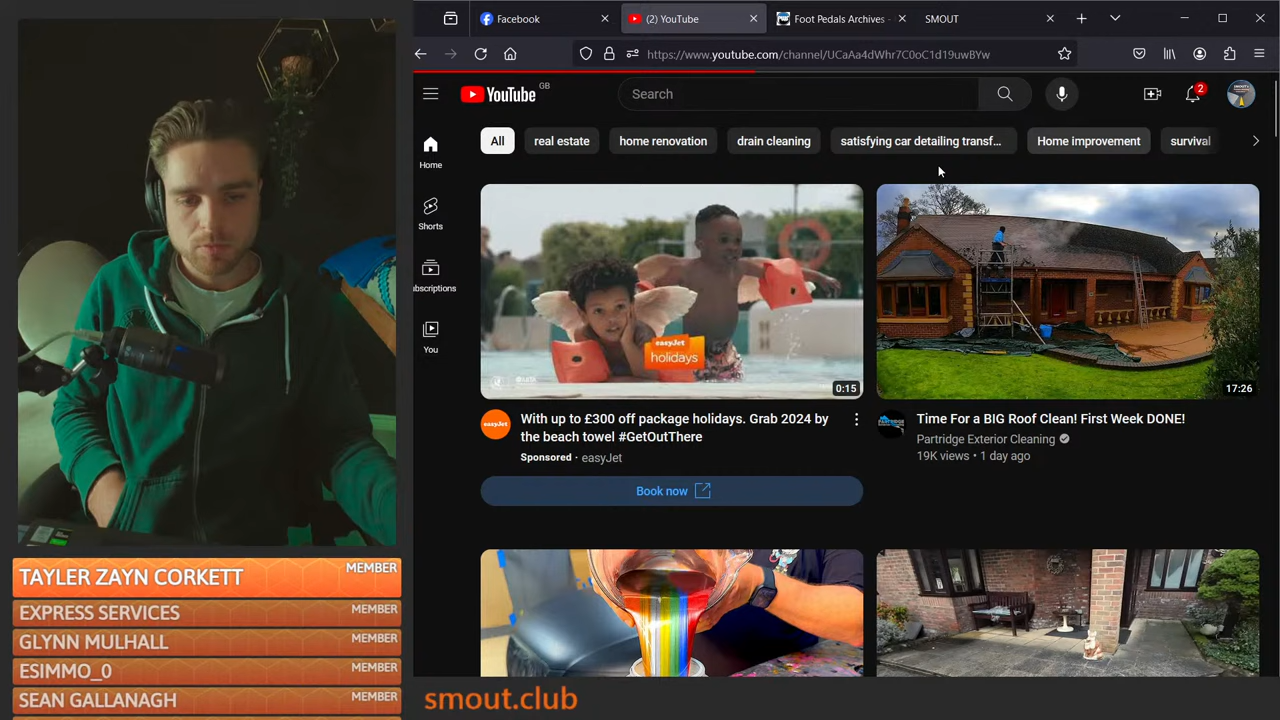 Facebook
(2) YouTube
Foot Pedals Archives -
SMOUT
https://www.youtube.com/channel/UCaAa4dWhr7C0oC1d19uwBYw
YouTube
GB
Search
2
All
real estate
home renovation
drain cleaning
satisfying car detailing transf...
Home improvement
survival
Home
Shorts
ubscriptions
You
easyJet
holidays
0:15
17:26
easyJet
With up to £300 off package holidays. Grab 2024 by
the beach towel #GetOutThere
Sponsored · easyJet
Book now
PARTRIDGE
Time For a BIG Roof Clean! First Week DONE!
Partridge Exterior Cleaning
19K views • 1 day ago
TAYLER ZAYN CORKETT MEMBER
EXPRESS SERVICES MEMBER
GLYNN MULHALL MEMBER
ESIMMO_0 MEMBER
SEAN GALLANAGH MEMBER
smout.club